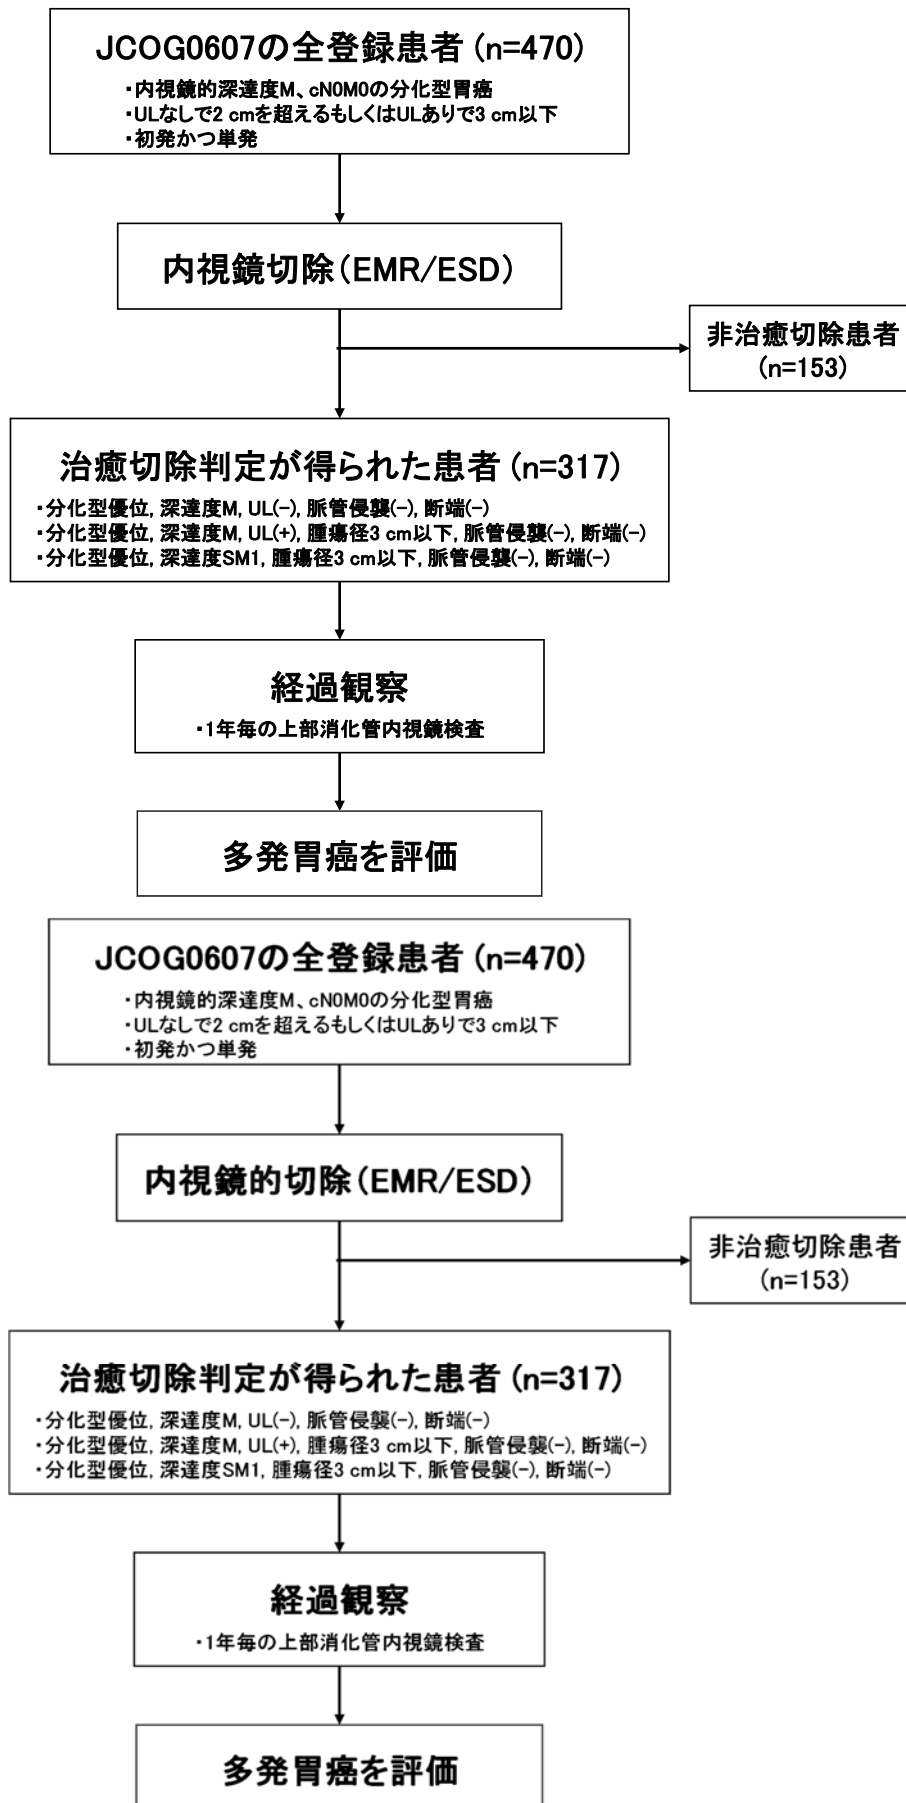 JCOG0607の全登録患者 (n=470)
・内視鏡的深達度M、cN0M0の分化型胃癌
・ULなしで2 cmを超えるもしくはULありで3 cm以下
・初発かつ単発
内視鏡切除（EMR/ESD）
非治癒切除患者
(n=153)
治癒切除判定が得られた患者 (n=317)
・分化型優位, 深達度M, UL(-), 脈管侵襲(-), 断端(-)
・分化型優位, 深達度M, UL(+), 腫瘍径3 cm以下, 脈管侵襲(-), 断端(-)
・分化型優位, 深達度SM1, 腫瘍径3 cm以下, 脈管侵襲(-), 断端(-)
経過観察
・1年毎の上部消化管内視鏡検査
多発胃癌を評価
JCOG0607の全登録患者 (n=470)
・内視鏡的深達度M、cN0M0の分化型胃癌
・ULなしで2 cmを超えるもしくはULありで3 cm以下
・初発かつ単発
内視鏡的切除（EMR/ESD）
非治癒切除患者
(n=153)
治癒切除判定が得られた患者 (n=317)
・分化型優位, 深達度M, UL(-), 脈管侵襲(-), 断端(-)
・分化型優位, 深達度M, UL(+), 腫瘍径3 cm以下, 脈管侵襲(-), 断端(-)
・分化型優位, 深達度SM1, 腫瘍径3 cm以下, 脈管侵襲(-), 断端(-)
経過観察
・1年毎の上部消化管内視鏡検査
多発胃癌を評価